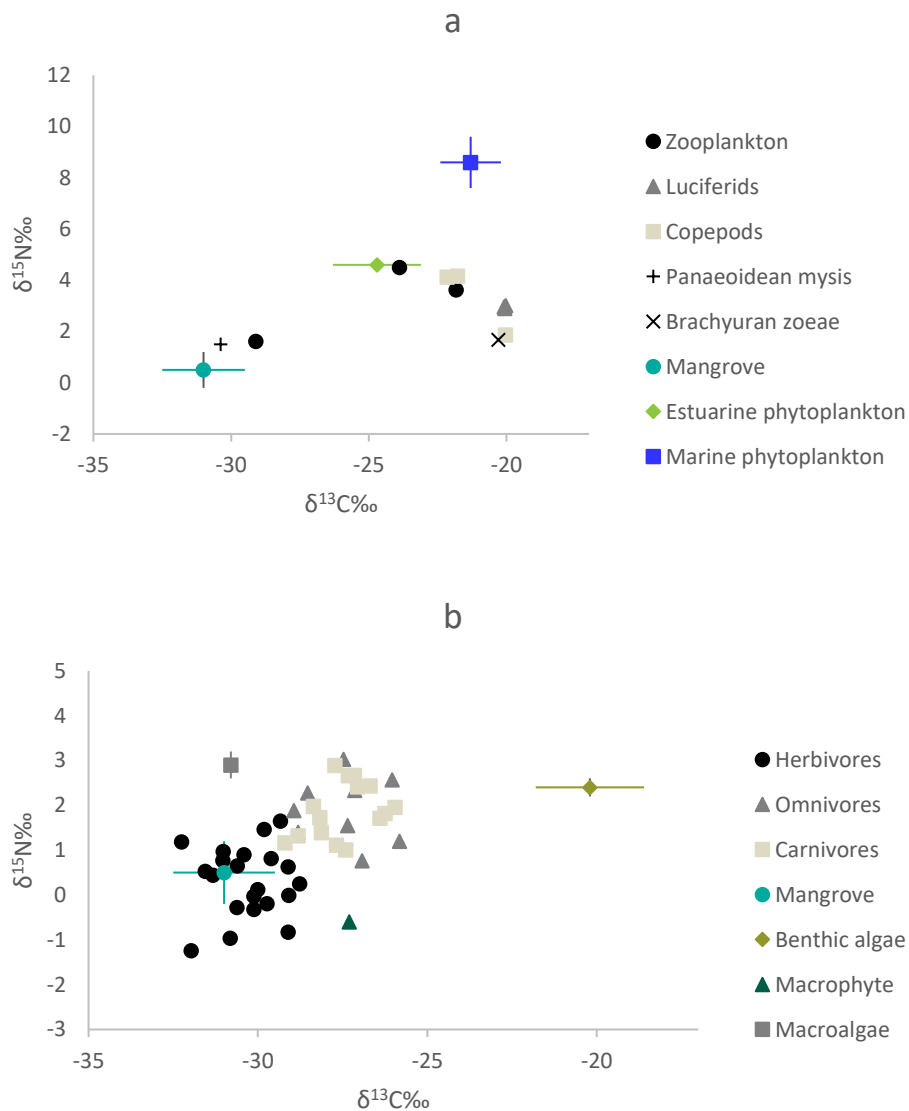 a
12
10
8
6
4
2
0
-2
-35
-30
-25
-20
δ¹⁵N‰
δ¹³C‰
Zooplankton
Luciferids
Copepods
Panaeoidean mysis
Brachyuran zoeae
Mangrove
Estuarine phytoplankton
Marine phytoplankton
b
5
4
3
2
1
0
-1
-2
-3
-35
-30
-25
-20
δ¹⁵N‰
δ¹³C‰
Herbivores
Omnivores
Carnivores
Mangrove
Benthic algae
Macrophyte
Macroalgae